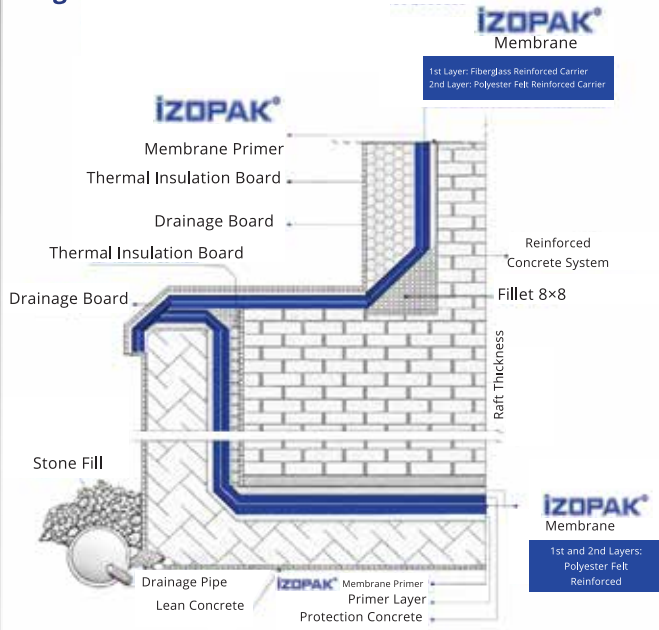 İZOPAK®
Membrane
1st Layer: Fiberglass Reinforced Carrier
2nd Layer: Polyester Felt Reinforced Carrier
İZOPAK®
Membrane Primer
Thermal Insulation Board
Drainage Board
Thermal Insulation Board
Drainage Board
Reinforced
Concrete System
Fillet 8×8
Raft Thickness
Stone Fill
İZOPAK®
Membrane
1st and 2nd Layers:
Polyester Felt
Reinforced
Drainage Pipe
Lean Concrete
İZOPAK® Membrane Primer
Primer Layer
Protection Concrete